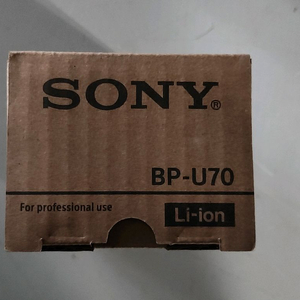 SONY®
BP-U70
For professional use
Li-ion